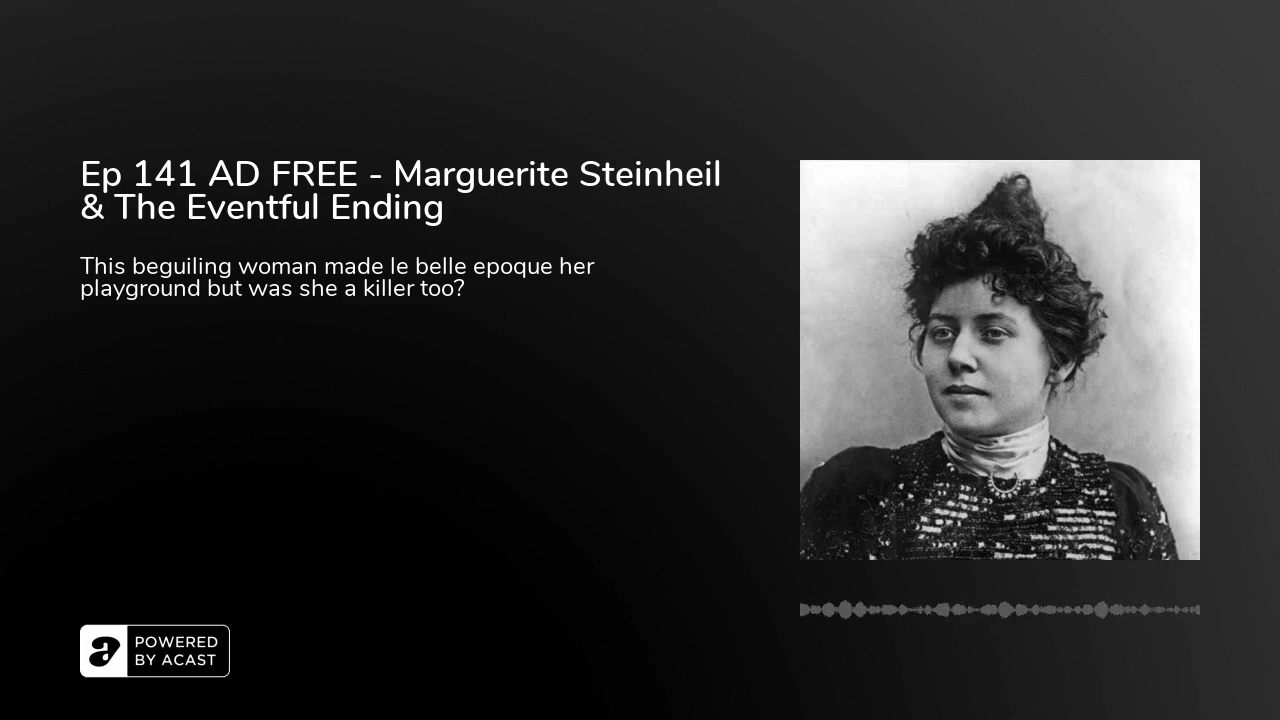 Ep 141 AD FREE - Marguerite Steinheil
& The Eventful Ending
This beguiling woman made le belle epoque her
playground but was she a killer too?
POWERED
BY ACAST